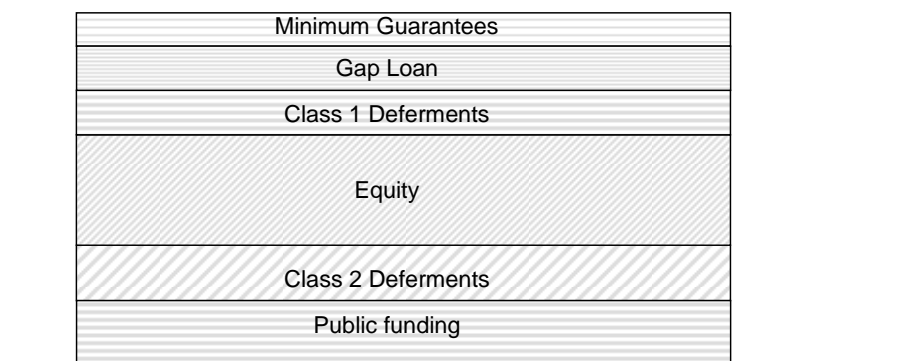 Minimum Guarantees
Gap Loan
Class 1 Deferments
Equity
Class 2 Deferments
Public funding